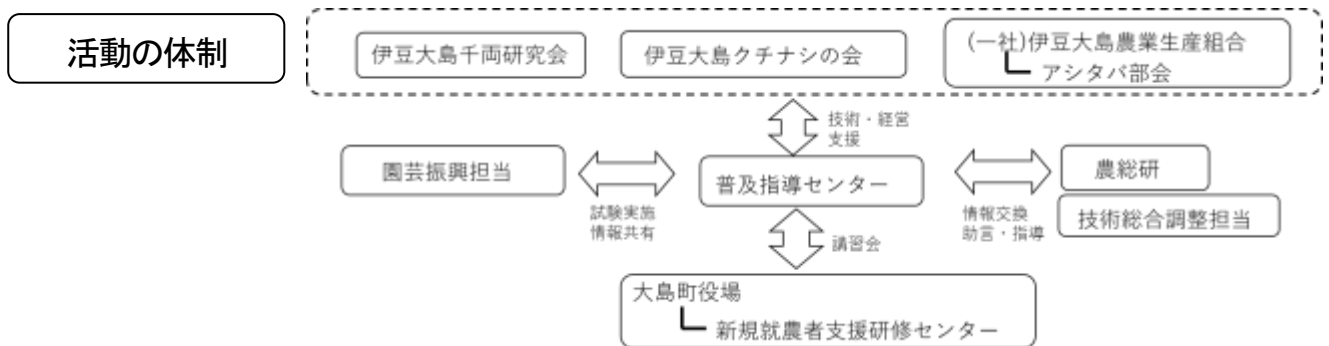 活動の体制
伊豆大島千両研究会
伊豆大島クチナシの会
(一社)伊豆大島農業生産組合
アシタバ部会
技術・経営
支援
園芸振興担当
試験実施
情報共有
普及指導センター
情報交換
助言・指導
農総研
技術総合調整担当
講習会
大島町役場
新規就農者支援研修センター